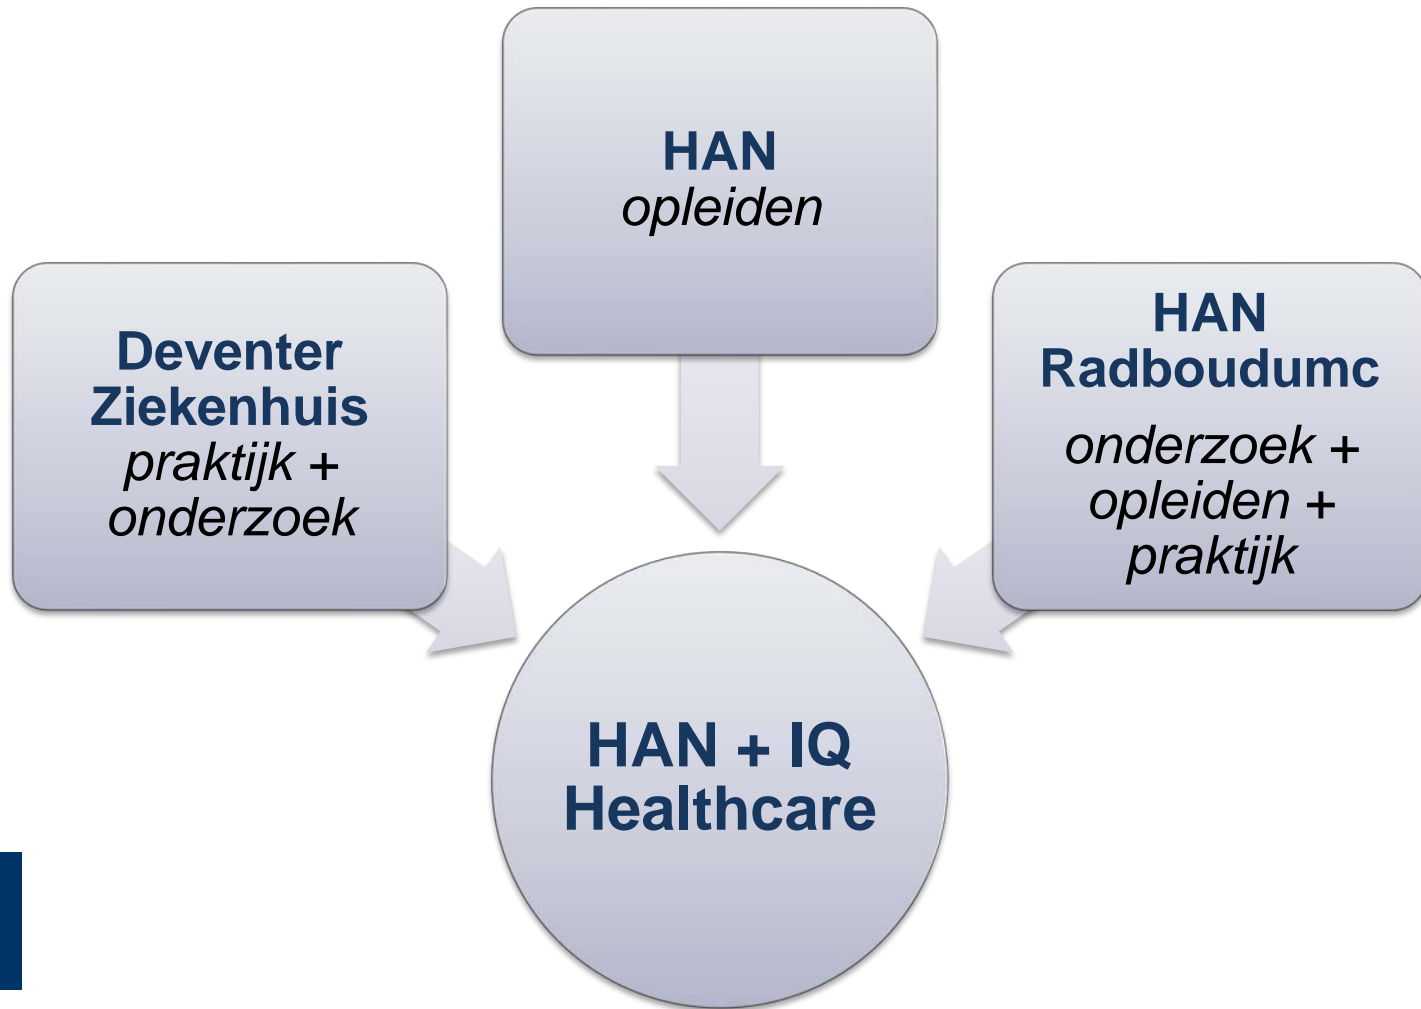 HAN
opleiden
Deventer
Ziekenhuis
praktijk +
onderzoek
HAN
Radboudumc
onderzoek +
opleiden +
praktijk
HAN + IQ
Healthcare